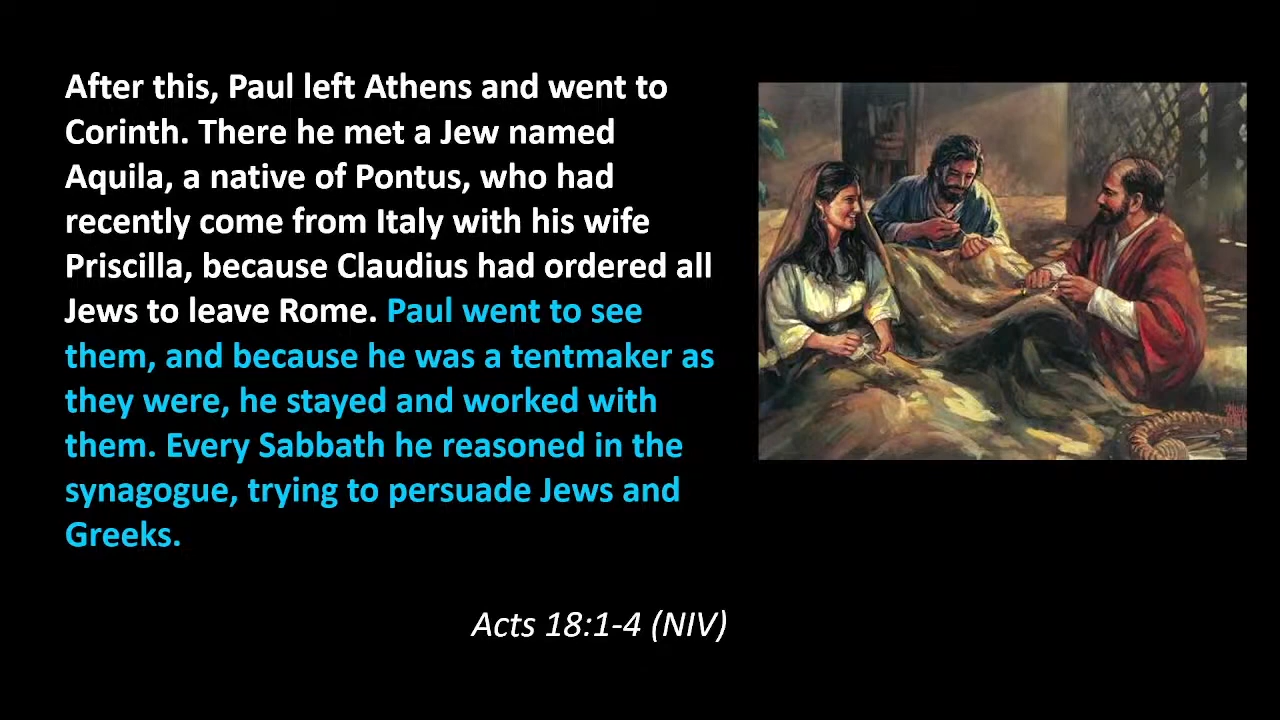 After this, Paul left Athens and went to
Corinth. There he met a Jew named
Aquila, a native of Pontus, who had
recently come from Italy with his wife
Priscilla, because Claudius had ordered all
Jews to leave Rome. Paul went to see
them, and because he was a tentmaker as
they were, he stayed and worked with
them. Every Sabbath he reasoned in the
synagogue, trying to persuade Jews and
Greeks.
Acts 18:1-4 (NIV)